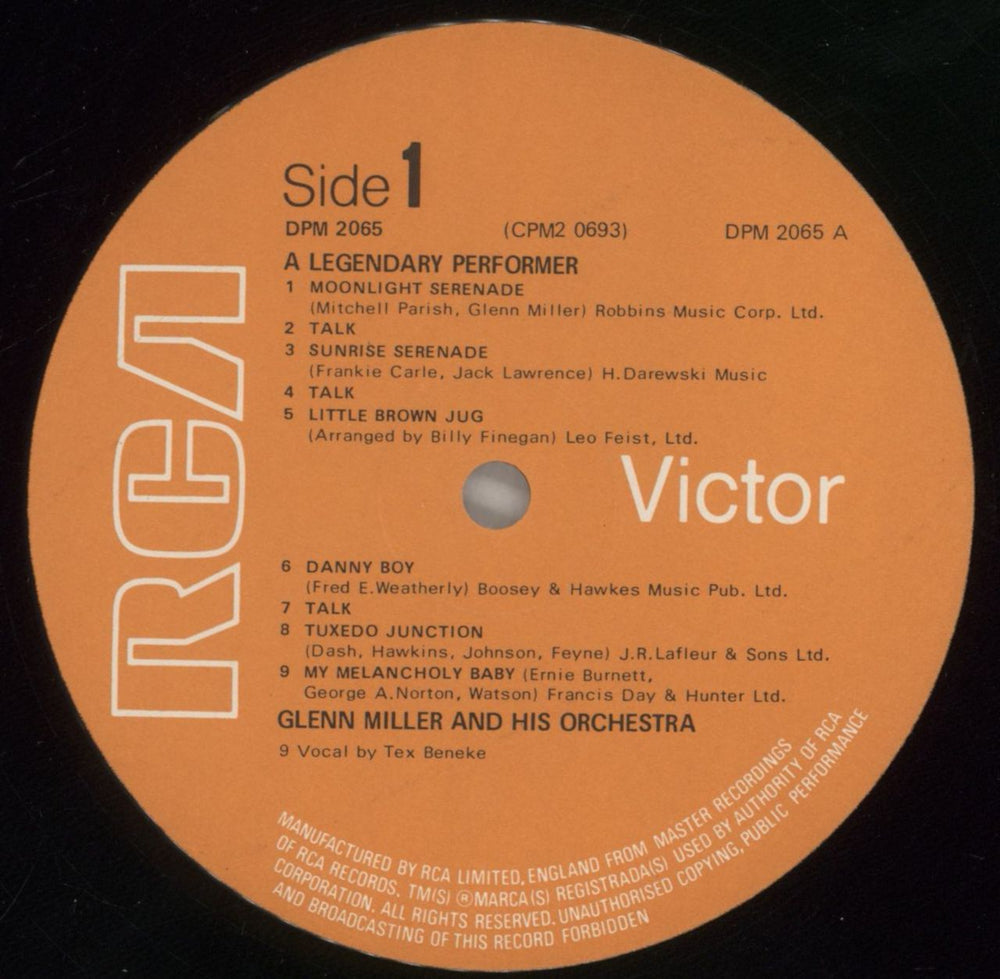 Side 1
DPM 2065 (CPM2 0693) DPM 2065 A
A LEGENDARY PERFORMER
1 MOONLIGHT SERENADE
(Mitchell Parish, Glenn Miller) Robbins Music Corp. Ltd.
2 TALK
3 SUNRISE SERENADE
(Frankie Carle, Jack Lawrence) H.Darewski Music
4 TALK
5 LITTLE BROWN JUG
(Arranged by Billy Finegan) Leo Feist, Ltd.
RCA
Victor
6 DANNY BOY
(Fred E.Weatherly) Boosey & Hawkes Music Pub. Ltd.
7 TALK
8 TUXEDO JUNCTION
(Dash, Hawkins, Johnson, Feyne) J.R.Lafleur & Sons Ltd.
9 MY MELANCHOLY BABY (Ernie Burnett,
George A.Norton, Watson) Francis Day & Hunter Ltd.
GLENN MILLER AND HIS ORCHESTRA
9 Vocal by Tex Beneke
MANUFACTURED BY RCA LIMITED, ENGLAND FROM MASTER RECORDINGS
OF RCA RECORDS. TM(S) ® MARCA(S) REGISTRADA(S) USED BY AUTHORITY OF RCA
CORPORATION. ALL RIGHTS RESERVED. UNAUTHORISED COPYING, PUBLIC PERFORMANCE
AND BROADCASTING OF THIS RECORD FORBIDDEN